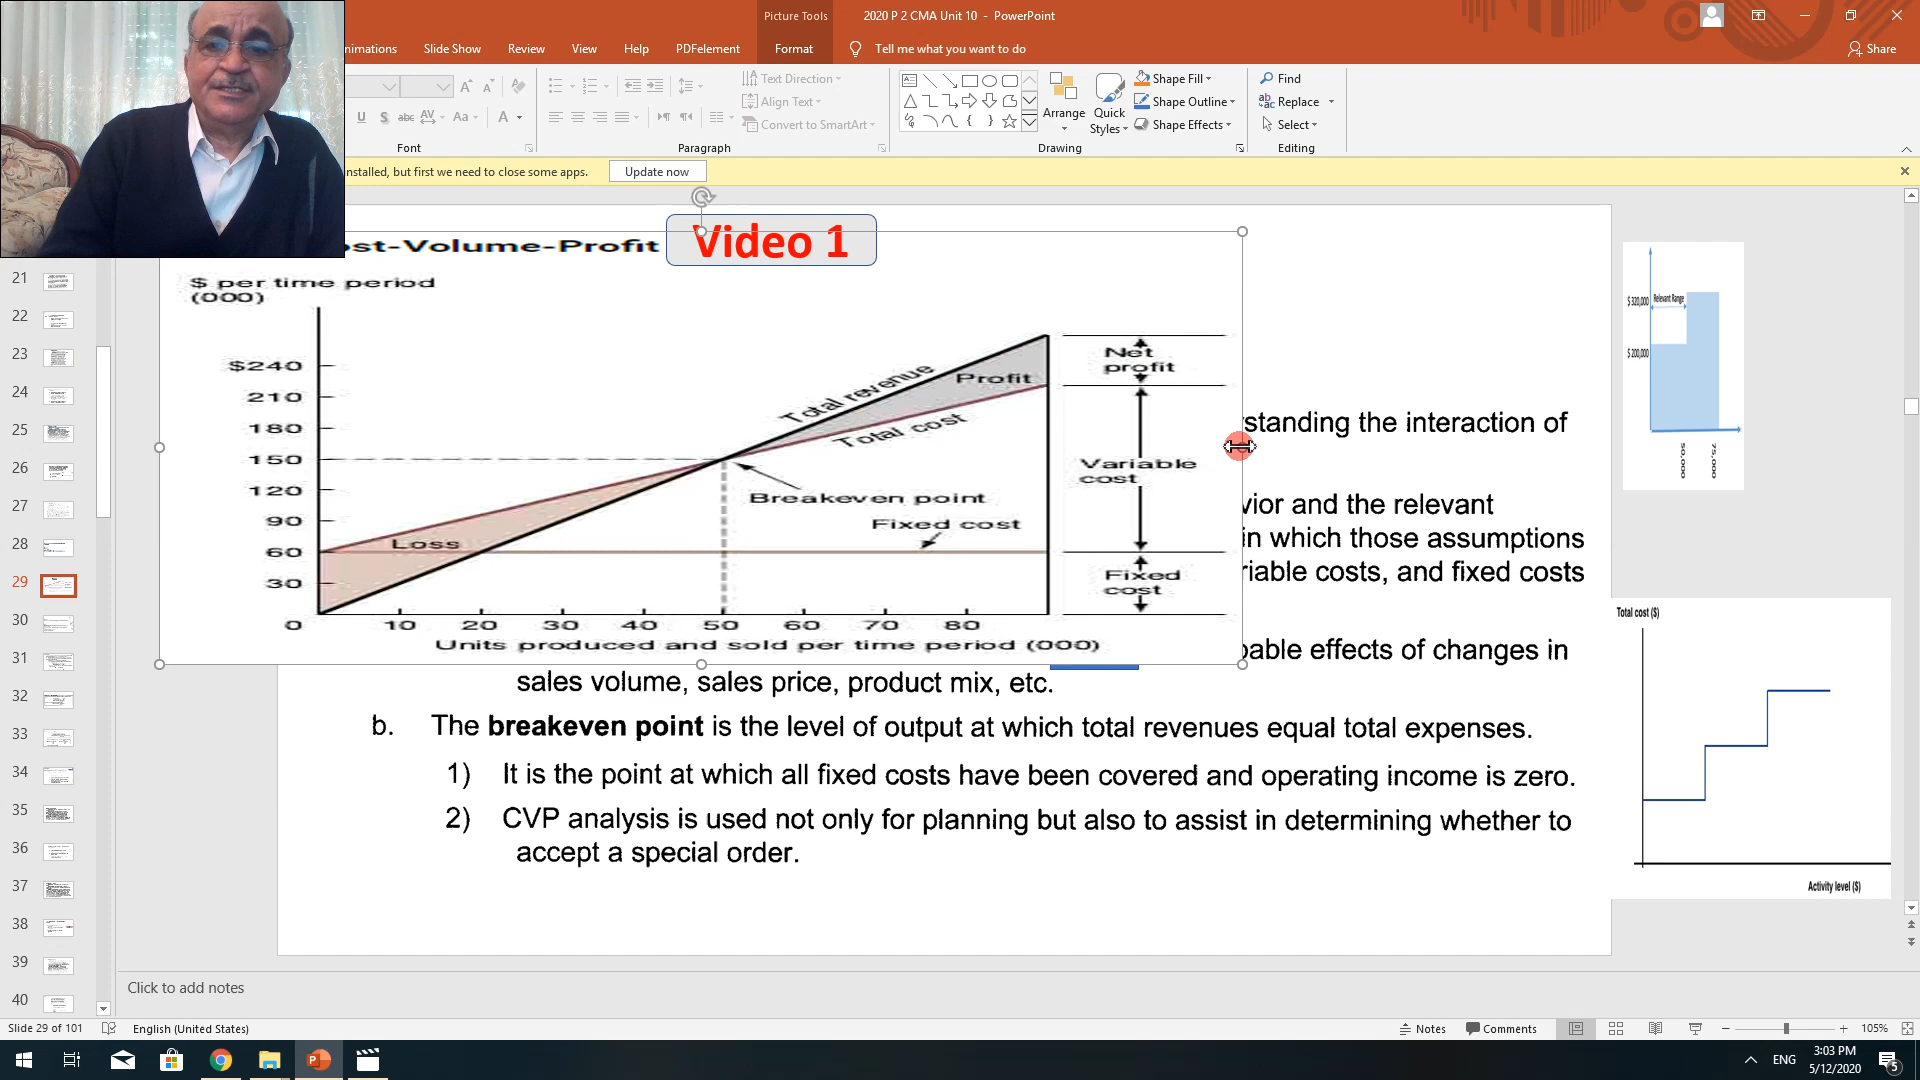 Picture Tools
2020 P 2 CMA Unit 10 - PowerPoint
nimations
Slide Show
Review
View
Help
PDFelement
Format
Tell me what you want to do
Share
Text Direction
Align Text
Convert to SmartArt
Arrange
Quick
Styles
Shape Fill
Shape Outline
Shape Effects
Find
Replace
Select
Font
Paragraph
Drawing
Editing
nstalled, but first we need to close some apps.
Update now
Video 1
ost-Volume-Profit
$ per time period
(000)
$240
210
180
150
120
90
60
30
0
10
20
30
40
50
60
70
80
Units produced and sold per time period (000)
Total revenue
Profit
Total cost
Breakeven point
Fixed cost
Loss
Net
profit
Variable
cost
Fixed
cost
standing the interaction of
vior and the relevant
in which those assumptions
riable costs, and fixed costs
bable effects of changes in
sales volume, sales price, product mix, etc.
b. The breakeven point is the level of output at which total revenues equal total expenses.
1) It is the point at which all fixed costs have been covered and operating income is zero.
2) CVP analysis is used not only for planning but also to assist in determining whether to
accept a special order.
$ 320,000
Relevant Range
$ 200,000
50,000
75,000
Total cost ($)
Activity level ($)
21
22
23
24
25
26
27
28
29
30
31
32
33
34
35
36
37
38
39
40
Click to add notes
Slide 29 of 101
English (United States)
Notes
Comments
105%
ENG
3:03 PM
5/12/2020
5